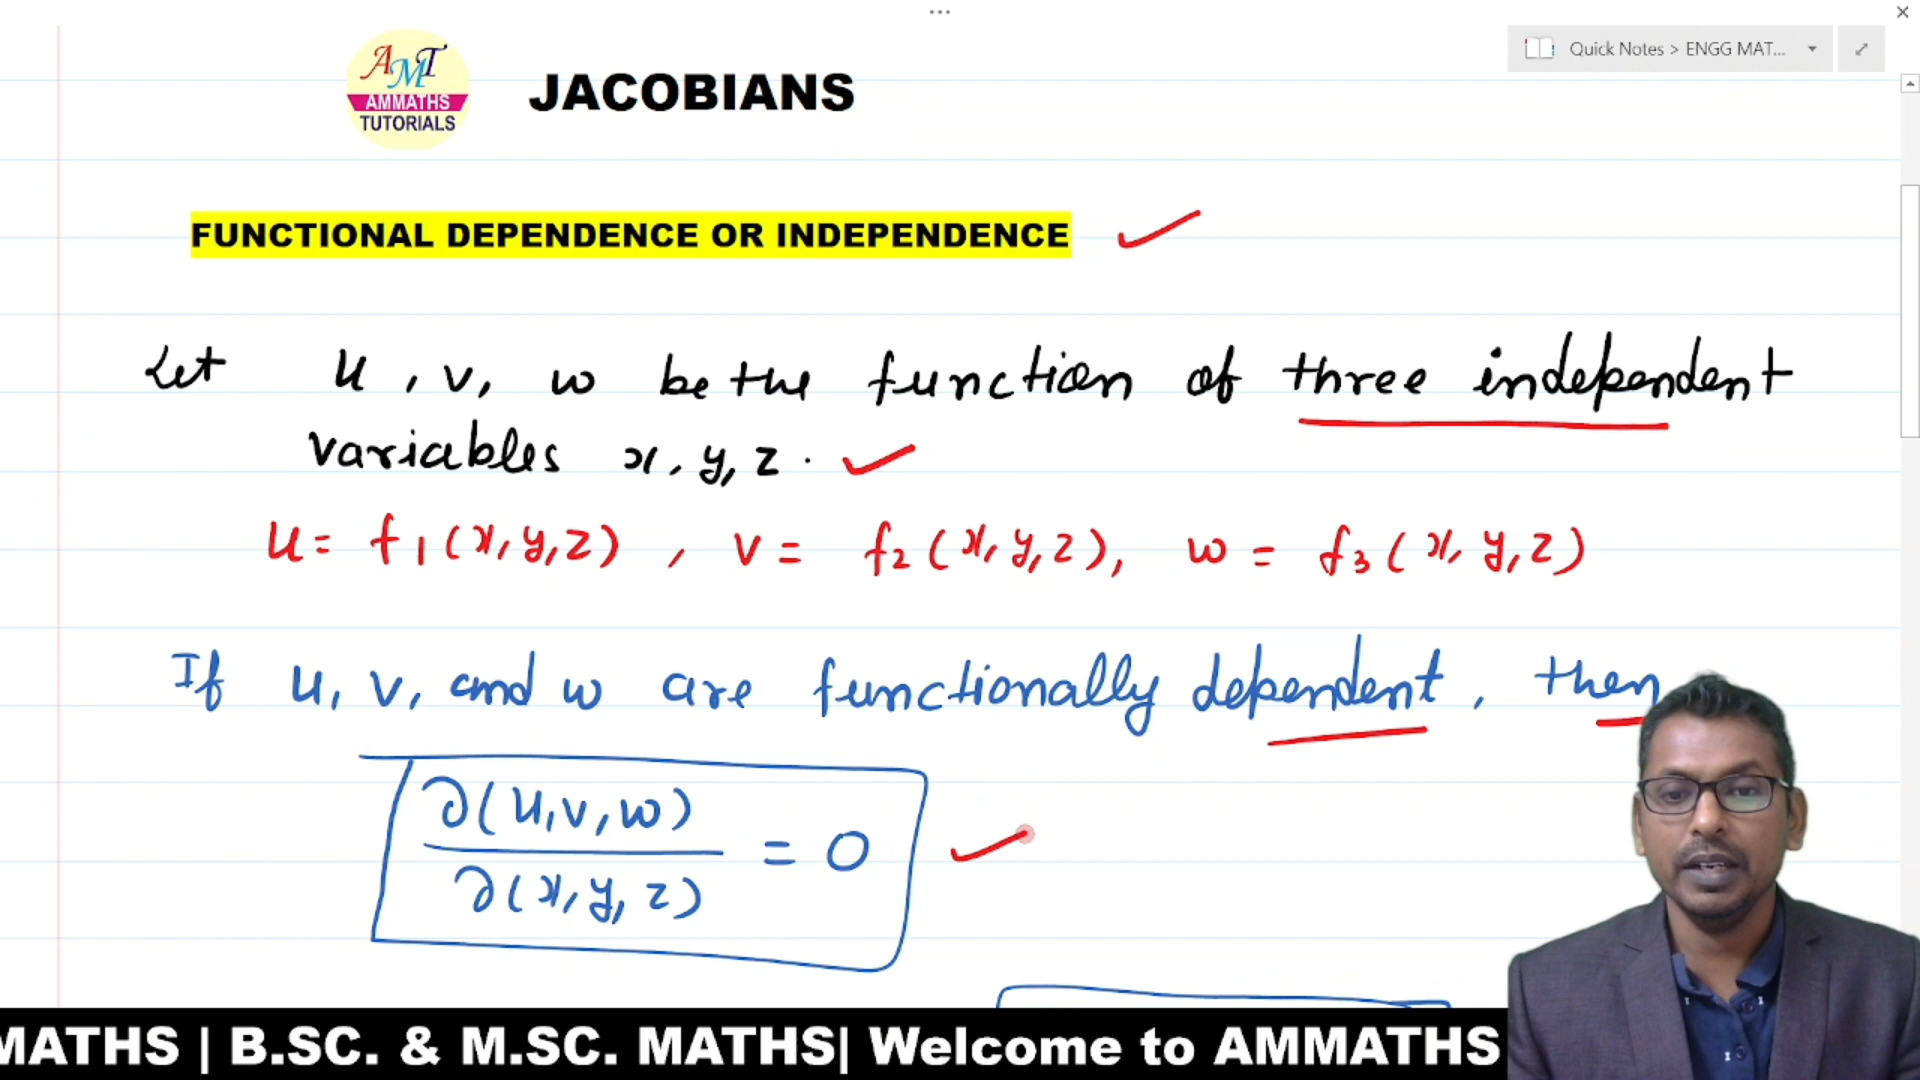 Quick Notes > ENGG MAT...
AMT
AMMATHS
TUTORIALS
JACOBIANS
FUNCTIONAL DEPENDENCE OR INDEPENDENCE
Let u, v, w be the function of three independent
variables x, y, z.
u = f₁(x, y, z), v = f₂(x, y, z), w = f₃(x, y, z)
If u, v, and w are functionally dependent, then
∂(u, v, w)
∂(x, y, z)
= 0
MATHS | B.SC. & M.SC. MATHS| Welcome to AMMATHS